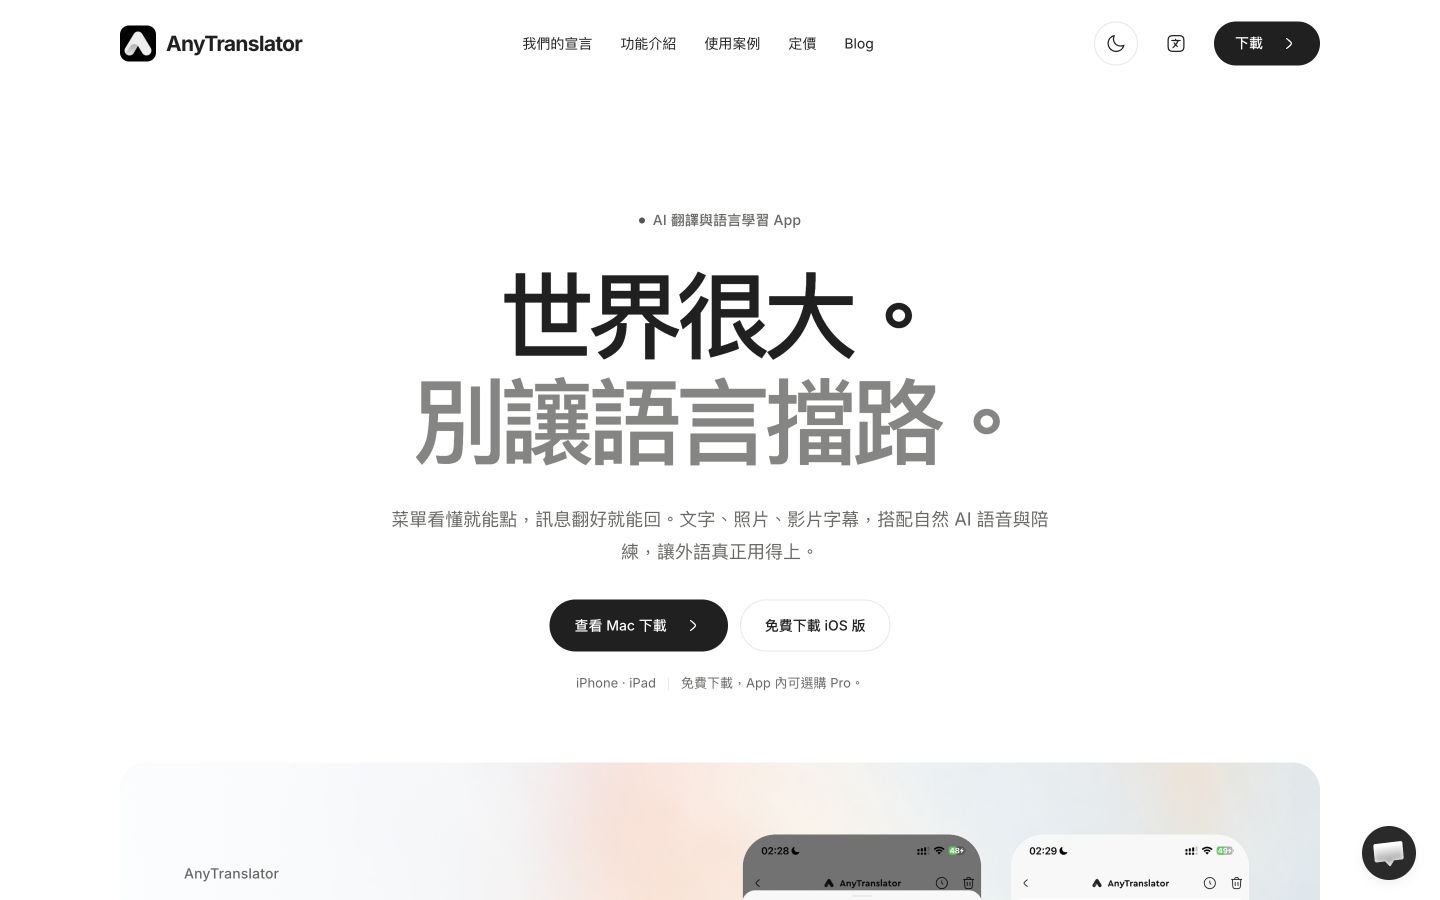 AnyTranslator
我們的宣言
功能介紹
使用案例
定價
Blog
下載
AI 翻譯與語言學習 App
世界很大。
別讓語言擋路。
菜單看懂就能點，訊息翻好就能回。文字、照片、影片字幕，搭配自然 AI 語音與陪
練，讓外語真正用得上。
查看 Mac 下載
免費下載 iOS 版
iPhone · iPad
免費下載，App 內可選購 Pro。
AnyTranslator
02:28
48
AnyTranslator
02:29
49
AnyTranslator